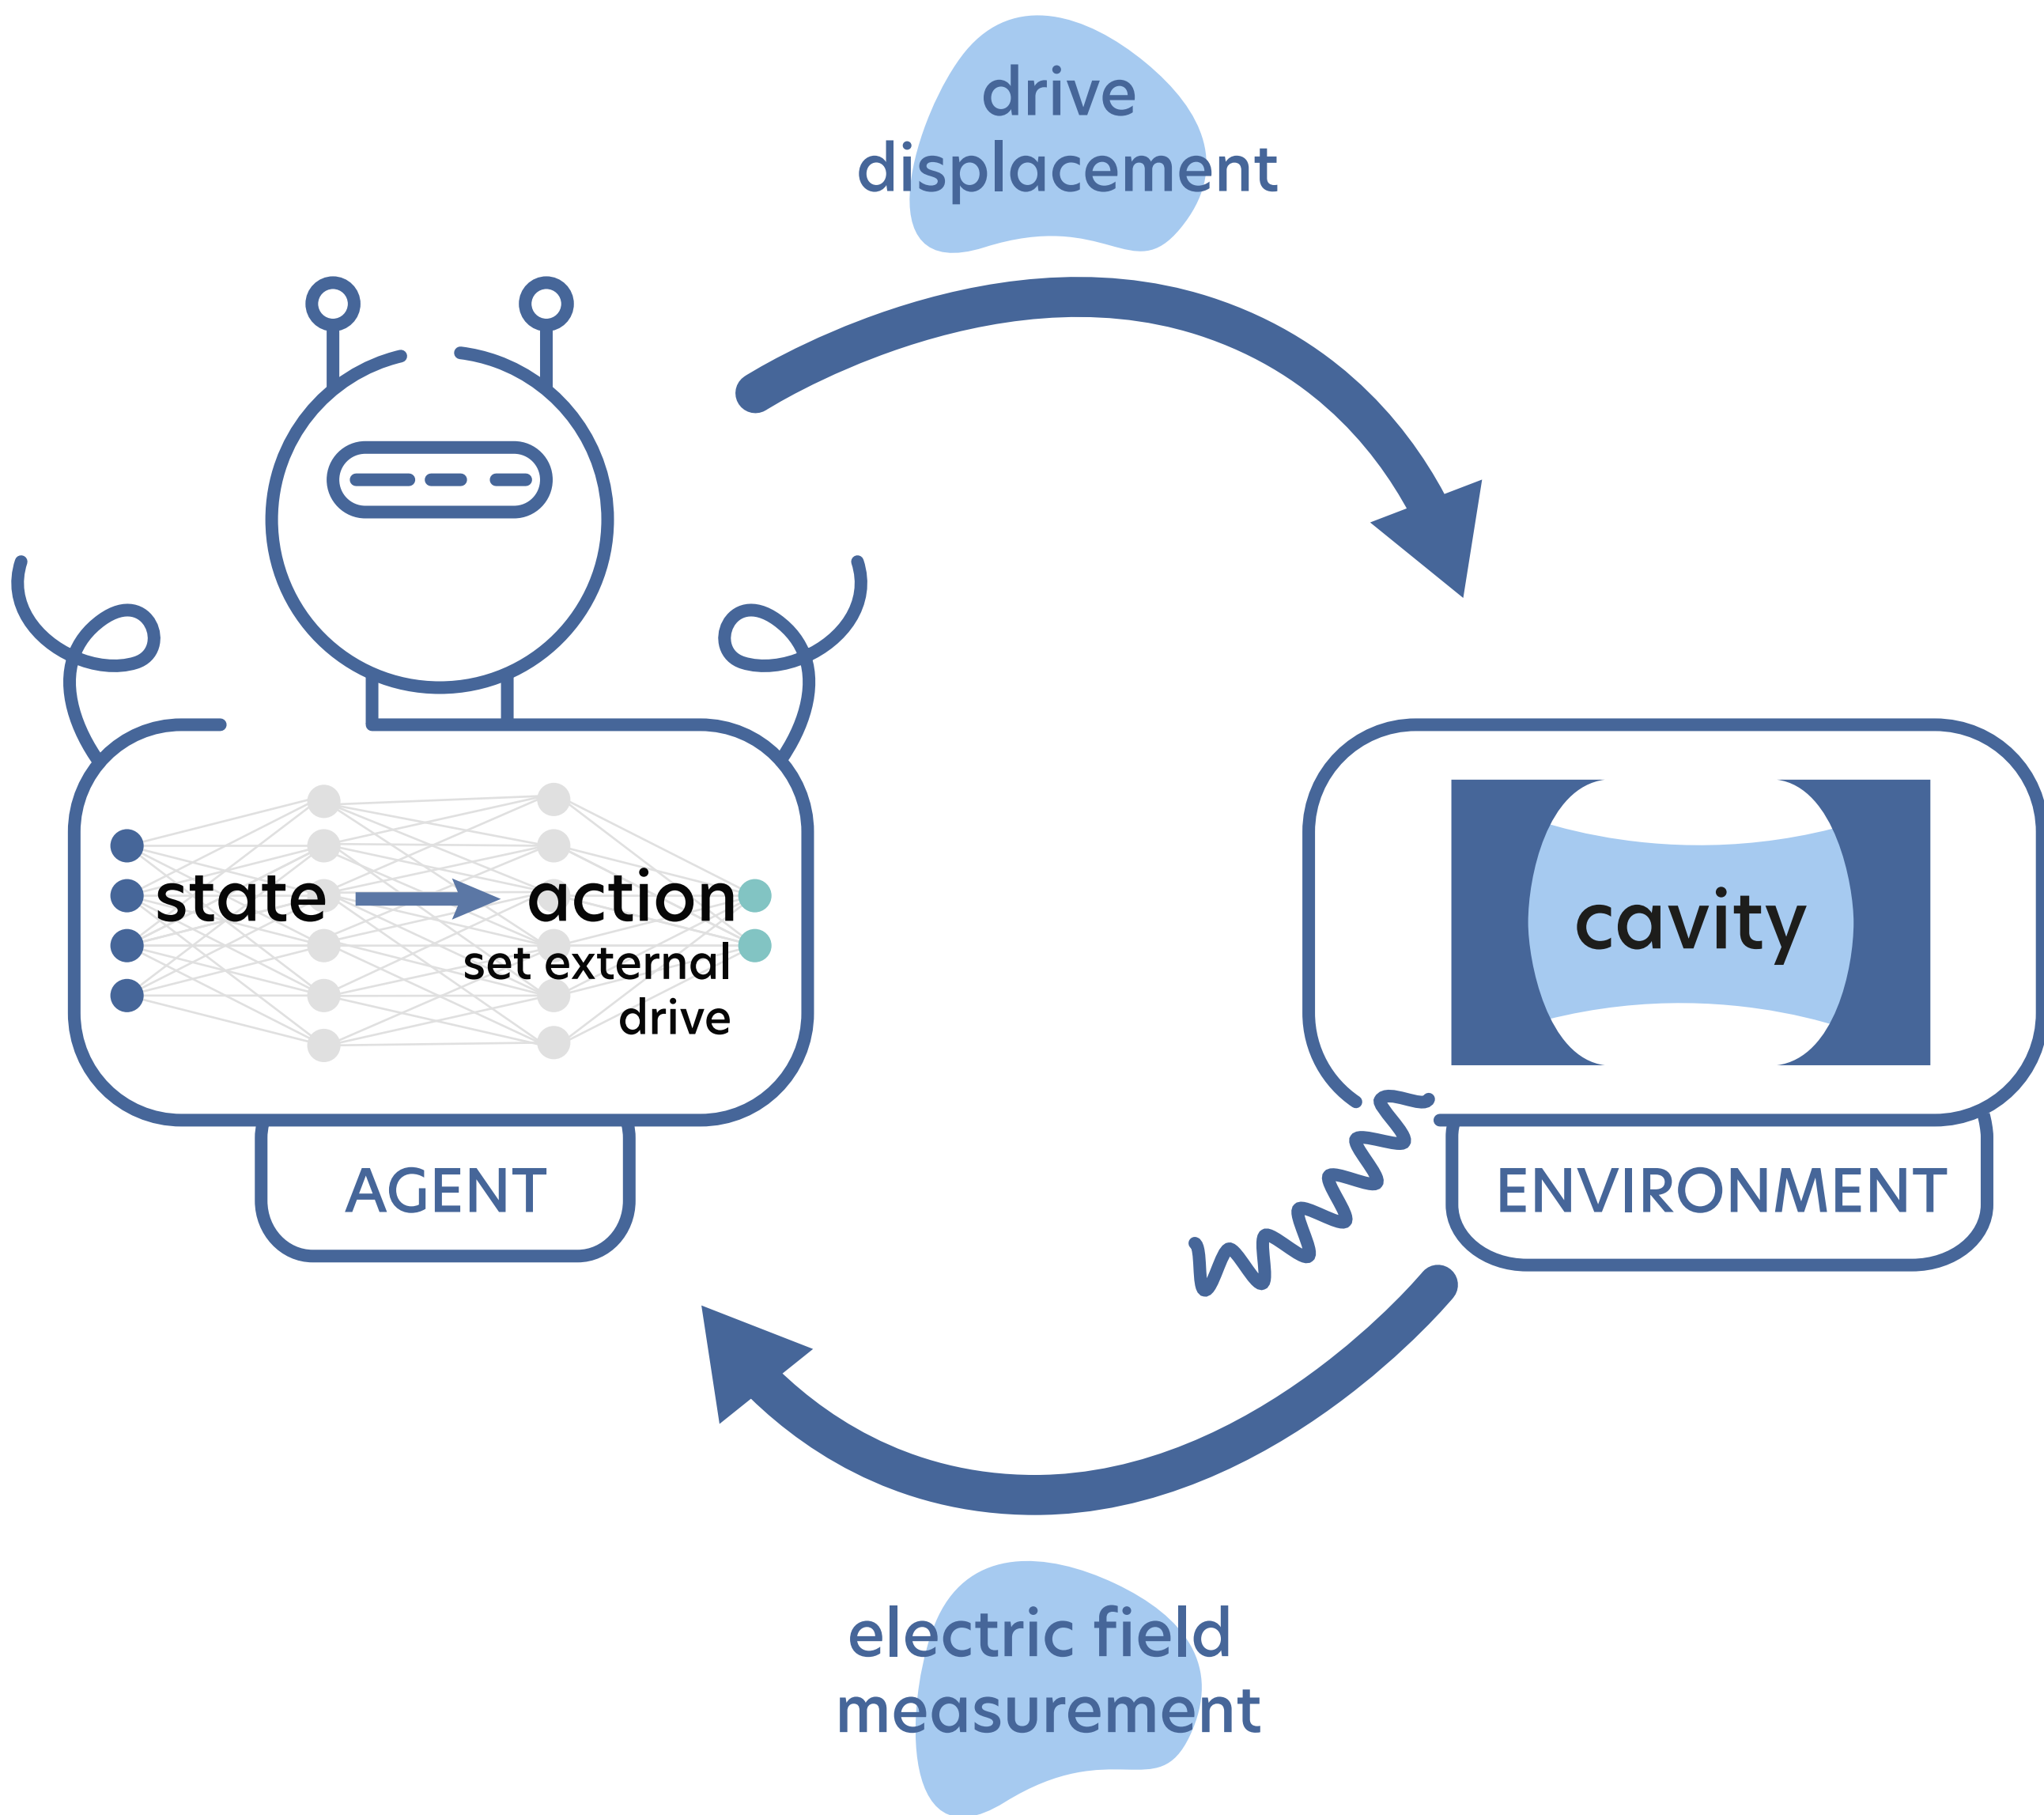 drive
displacement
state
action
set external
drive
AGENT
cavity
ENVIRONMENT
electric field
measurement